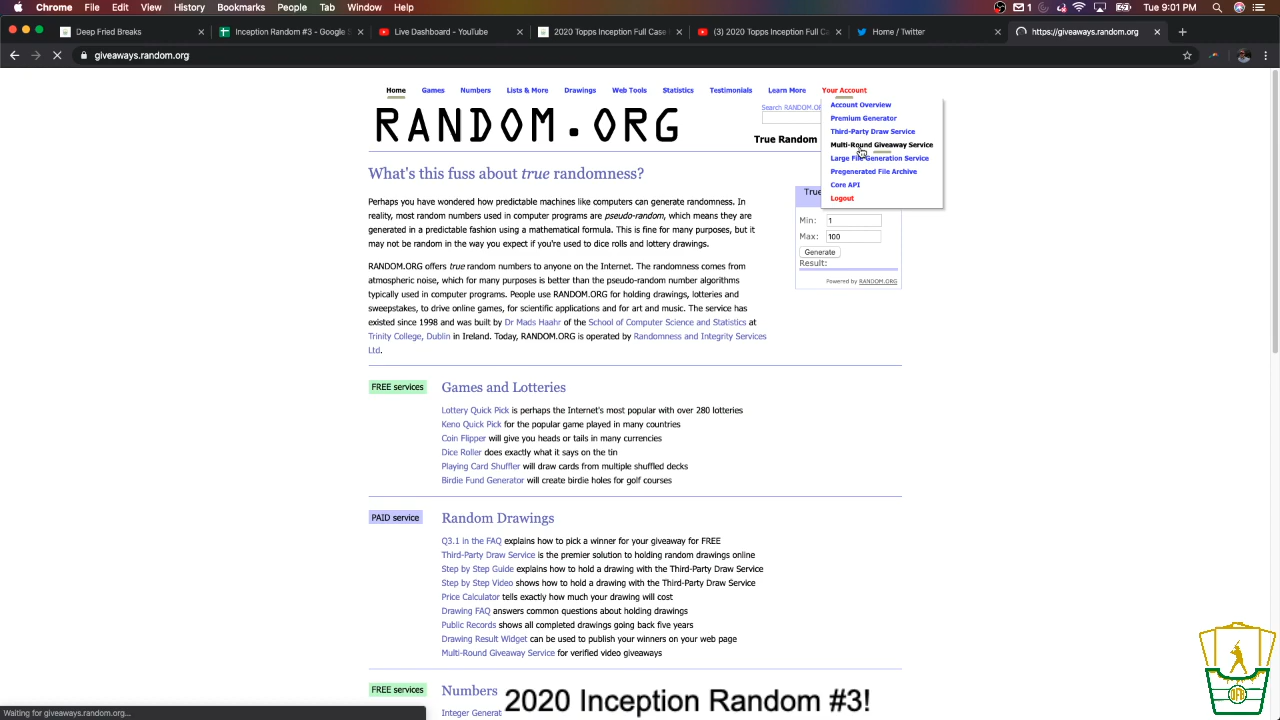 Chrome File Edit View History Bookmarks People Tab Window Help
Deep Fried Breaks
Inception Random #3 - Google S
Live Dashboard - YouTube
2020 Topps Inception Full Case
(3) 2020 Topps Inception Full Ca
Home / Twitter
https://giveaways.random.org/
giveaways.random.org
Home Games Numbers Lists & More Drawings Web Tools Statistics Testimonials Learn More Your Account
Account Overview
Premium Generator
Third-Party Draw Service
Multi-Round Giveaway Service
Large File Generation Service
Pregenerated File Archive
Core API
Logout
Search RANDOM.OR
RANDOM.ORG
True Random
What's this fuss about true randomness?
Perhaps you have wondered how predictable machines like computers can generate randomness. In
reality, most random numbers used in computer programs are pseudo-random, which means they are
generated in a predictable fashion using a mathematical formula. This is fine for many purposes, but it
may not be random in the way you expect if you're used to dice rolls and lottery drawings.
RANDOM.ORG offers true random numbers to anyone on the Internet. The randomness comes from
atmospheric noise, which for many purposes is better than the pseudo-random number algorithms
typically used in computer programs. People use RANDOM.ORG for holding drawings, lotteries and
sweepstakes, to drive online games, for scientific applications and for art and music. The service has
existed since 1998 and was built by Dr Mads Haahr of the School of Computer Science and Statistics at
Trinity College, Dublin in Ireland. Today, RANDOM.ORG is operated by Randomness and Integrity Services
Ltd.
True
Min: 1
Max: 100
Generate
Result:
Powered by RANDOM.ORG
FREE services
Games and Lotteries
Lottery Quick Pick is perhaps the Internet's most popular with over 280 lotteries
Keno Quick Pick for the popular game played in many countries
Coin Flipper will give you heads or tails in many currencies
Dice Roller does exactly what it says on the tin
Playing Card Shuffler will draw cards from multiple shuffled decks
Birdie Fund Generator will create birdie holes for golf courses
PAID service
Random Drawings
Q3.1 in the FAQ explains how to pick a winner for your giveaway for FREE
Third-Party Draw Service is the premier solution to holding random drawings online
Step by Step Guide explains how to hold a drawing with the Third-Party Draw Service
Step by Step Video shows how to hold a drawing with the Third-Party Draw Service
Price Calculator tells exactly how much your drawing will cost
Drawing FAQ answers common questions about holding drawings
Public Records shows all completed drawings going back five years
Drawing Result Widget can be used to publish your winners on your web page
Multi-Round Giveaway Service for verified video giveaways
FREE services
Numbers
Integer Generat
2020 Inception Random #3!
Waiting for giveaways.random.org...
DFB